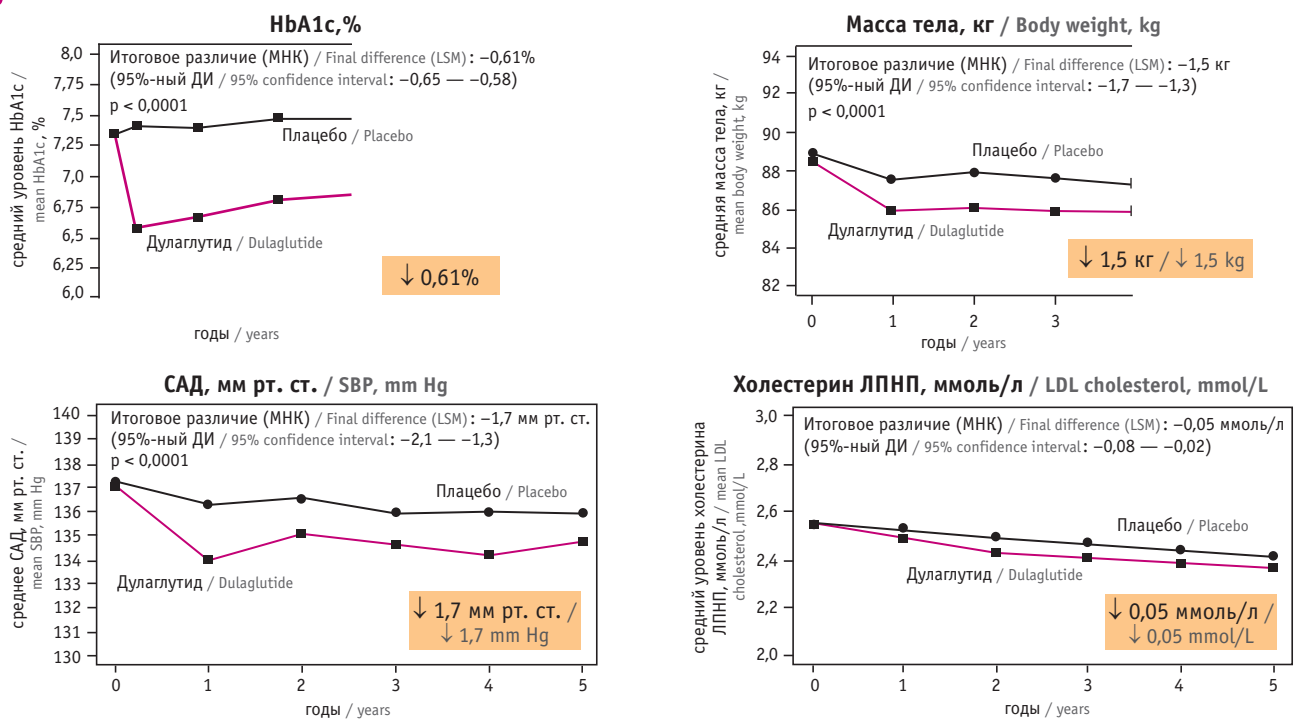 HbA1c,%
8,0
7,75
7,5
7,25
7,0
6,75
6,5
6,25
6,0
средний уровень HbA1c /
mean HbA1c, %
Итоговое различие (МНК) / Final difference (LSM): −0,61%
(95%-ный ДИ / 95% confidence interval: −0,65 — −0,58)
p < 0,0001
Плацебо / Placebo
Дулаглутид / Dulaglutide
↓ 0,61%
годы / years
Масса тела, кг / Body weight, kg
94
92
90
88
86
84
82
средняя масса тела, кг /
mean body weight, kg
Итоговое различие (МНК) / Final difference (LSM): −1,5 кг
(95%-ный ДИ / 95% confidence interval: −1,7 — −1,3)
p < 0,0001
Плацебо / Placebo
Дулаглутид / Dulaglutide
↓ 1,5 кг / ↓ 1,5 kg
0 1 2 3
годы / years
САД, мм рт. ст. / SBP, mm Hg
140
139
138
137
136
134
133
132
131
130
среднее САД, мм рт. ст. /
mean SBP, mm Hg
Итоговое различие (МНК) / Final difference (LSM): −1,7 мм рт. ст.
(95%-ный ДИ / 95% confidence interval: −2,1 — −1,3)
p < 0,0001
Плацебо / Placebo
Дулаглутид / Dulaglutide
↓ 1,7 мм рт. ст. /
↓ 1,7 mm Hg
0 1 2 3 4 5
годы / years
Холестерин ЛПНП, ммоль/л / LDL cholesterol, mmol/L
3,0
2,8
2,6
2,4
2,2
2,0
средний уровень холестерина
ЛПНП, ммоль/л / mean LDL
cholesterol ,mmol/L
Итоговое различие (МНК) / Final difference (LSM): −0,05 ммоль/л
(95%-ный ДИ / 95% confidence interval: −0,08 — −0,02)
Плацебо / Placebo
Дулаглутид / Dulaglutide
↓ 0,05 ммоль/л /
↓ 0,05 mmol/L
0 1 2 3 4 5
годы / years